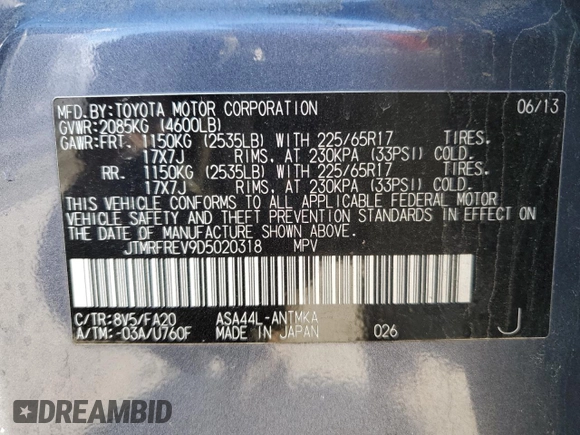 MFD.BY:TOYOTA MOTOR CORPORATION 06/13
GVWR:2085KG (4600LB)
GAWR:FRT. 1150KG (2535LB) WITH 225/65R17 TIRES.
17X7J RIMS, AT 230KPA (33PSI) COLD.
RR. 1150KG (2535LB) WITH 225/65R17 TIRES.
17X7J RIMS, AT 230KPA (33PSI) COLD.
THIS VEHICLE CONFORMS TO ALL APPLICABLE FEDERAL MOTOR
VEHICLE SAFETY AND THEFT PREVENTION STANDARDS IN EFFECT ON
THE DATE OF MANUFACTURE SHOWN ABOVE.
JTMRFREV9D5020318 MPV
C/TR:8V5/FA20 ASA44L-ANTMKA
A/TM:-03A/U760F MADE IN JAPAN 026 J
DREAMBID